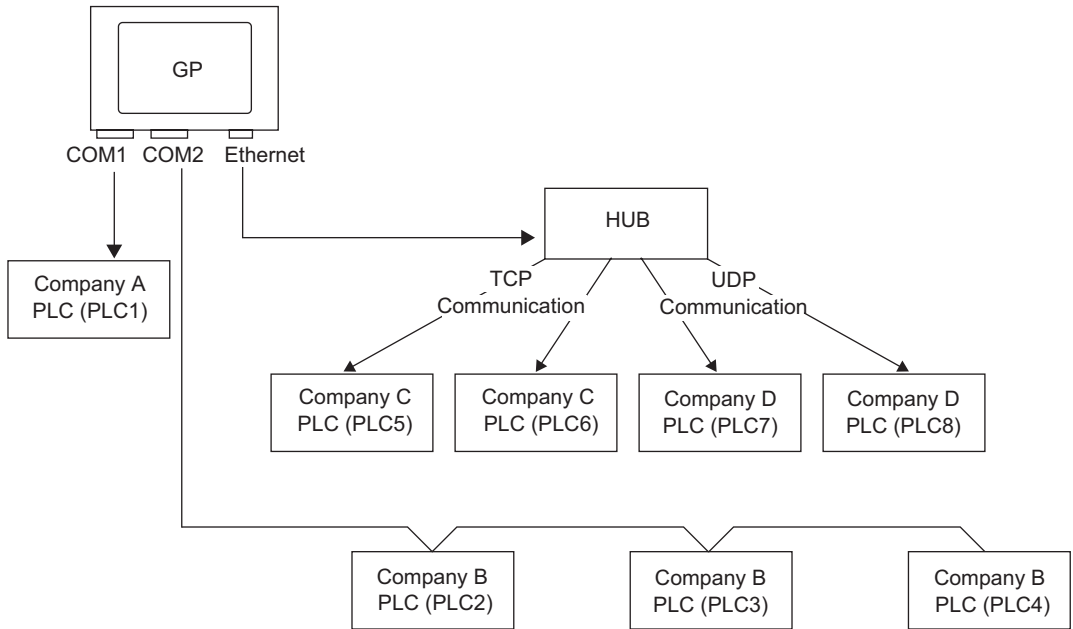 GP
COM1
COM2
Ethernet
HUB
Company A
PLC (PLC1)
TCP
Communication
UDP
Communication
Company C
PLC (PLC5)
Company C
PLC (PLC6)
Company D
PLC (PLC7)
Company D
PLC (PLC8)
Company B
PLC (PLC2)
Company B
PLC (PLC3)
Company B
PLC (PLC4)